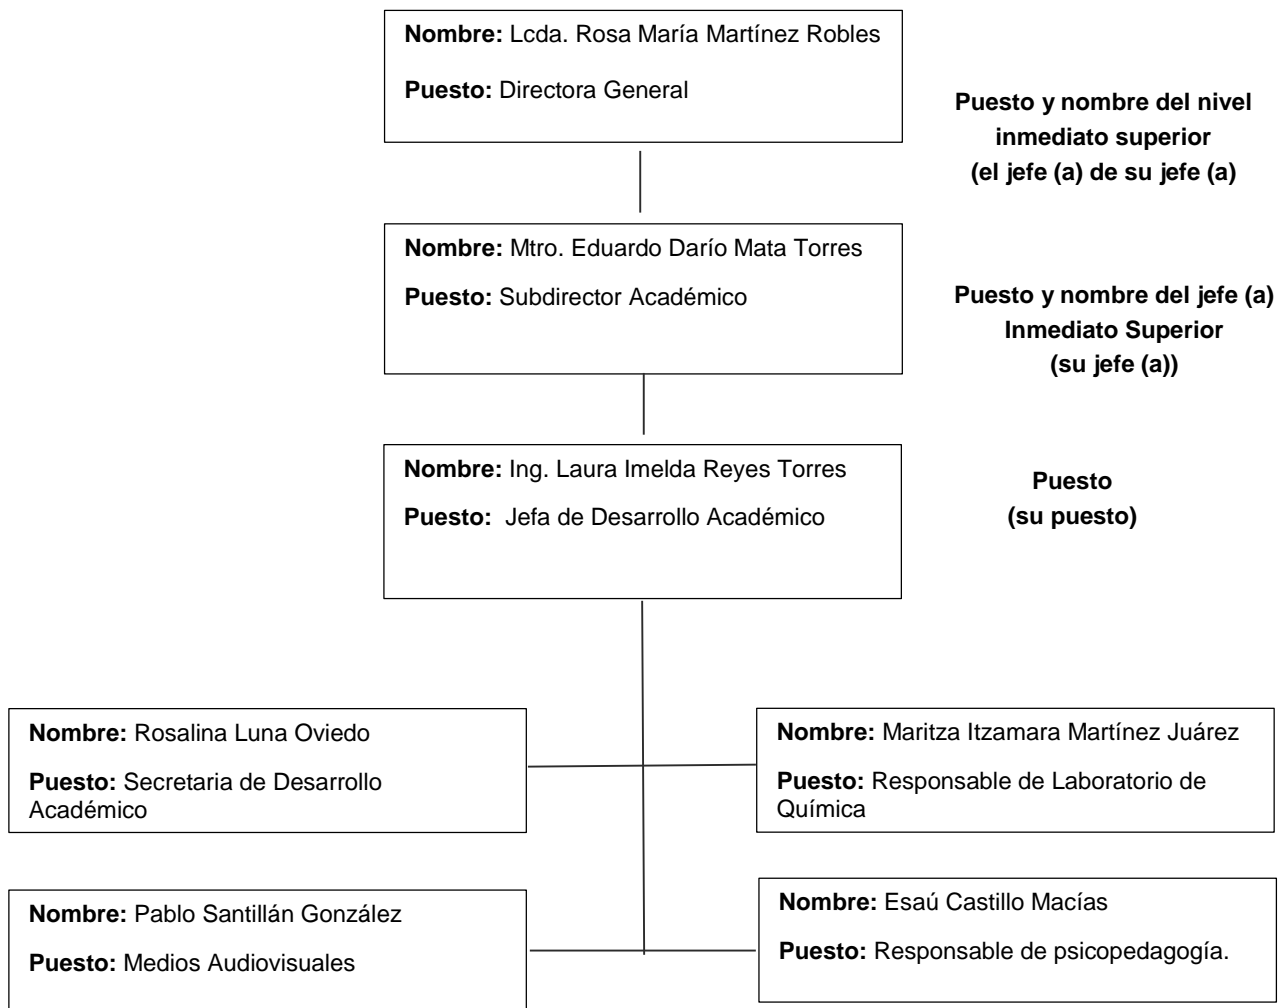 Nombre: Lcda. Rosa María Martínez Robles
Puesto: Directora General
Puesto y nombre del nivel
inmediato superior
(el jefe (a) de su jefe (a)
Nombre: Mtro. Eduardo Darío Mata Torres
Puesto: Subdirector Académico
Puesto y nombre del jefe (a)
Inmediato Superior
(su jefe (a))
Nombre: Ing. Laura Imelda Reyes Torres
Puesto: Jefa de Desarrollo Académico
Puesto
(su puesto)
Nombre: Rosalina Luna Oviedo
Puesto: Secretaria de Desarrollo
Académico
Nombre: Maritza Itzamara Martínez Juárez
Puesto: Responsable de Laboratorio de
Química
Nombre: Pablo Santillán González
Puesto: Medios Audiovisuales
Nombre: Esaú Castillo Macías
Puesto: Responsable de psicopedagogía.